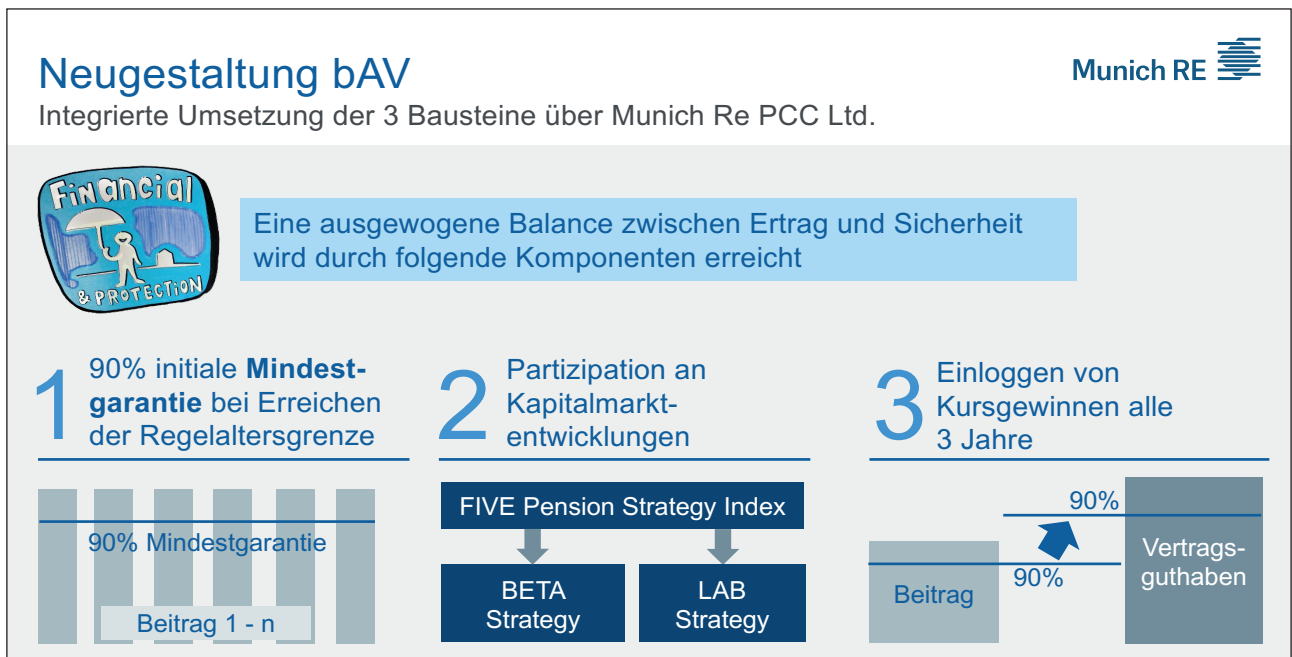 Neugestaltung bAV
Integrierte Umsetzung der 3 Bausteine über Munich Re PCC Ltd.
Munich RE
Financial
& PROTECTION
Eine ausgewogene Balance zwischen Ertrag und Sicherheit
wird durch folgende Komponenten erreicht
1
90% initiale Mindest-
garantie bei Erreichen
der Regelaltersgrenze
90% Mindestgarantie
Beitrag 1 - n
2
Partizipation an
Kapitalmarkt-
entwicklungen
FIVE Pension Strategy Index
BETA
Strategy
LAB
Strategy
3
Einloggen von
Kursgewinnen alle
3 Jahre
90%
90%
Beitrag
Vertrags-
guthaben